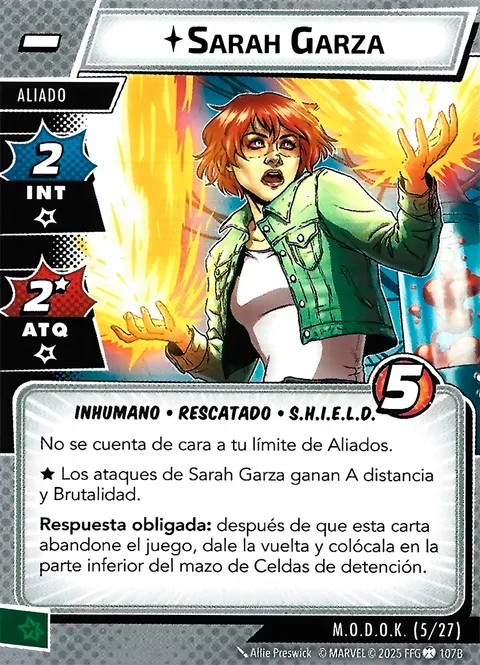 SARAH GARZA
ALIADO
2
INT
2★
ATQ
5
INHUMANO • RESCATADO • S.H.I.E.L.D.
No se cuenta de cara a tu límite de Aliados.
★ Los ataques de Sarah Garza ganan A distancia
y Brutalidad.
Respuesta obligada: después de que esta carta
abandone el juego, dale la vuelta y colócala en la
parte inferior del mazo de Celdas de detención.
M.O.D.O.K. (5/27)
Allie Preswick © MARVEL © 2025 FFG 107B